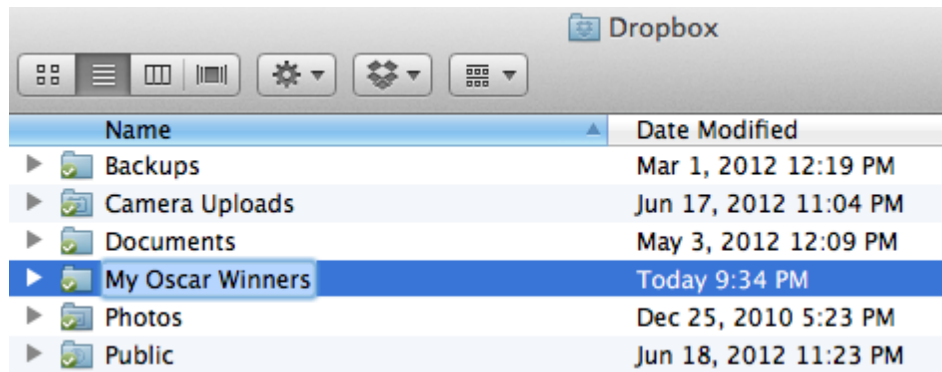 Dropbox
Name Date Modified
Backups Mar 1, 2012 12:19 PM
Camera Uploads Jun 17, 2012 11:04 PM
Documents May 3, 2012 12:09 PM
My Oscar Winners Today 9:34 PM
Photos Dec 25, 2010 5:23 PM
Public Jun 18, 2012 11:23 PM